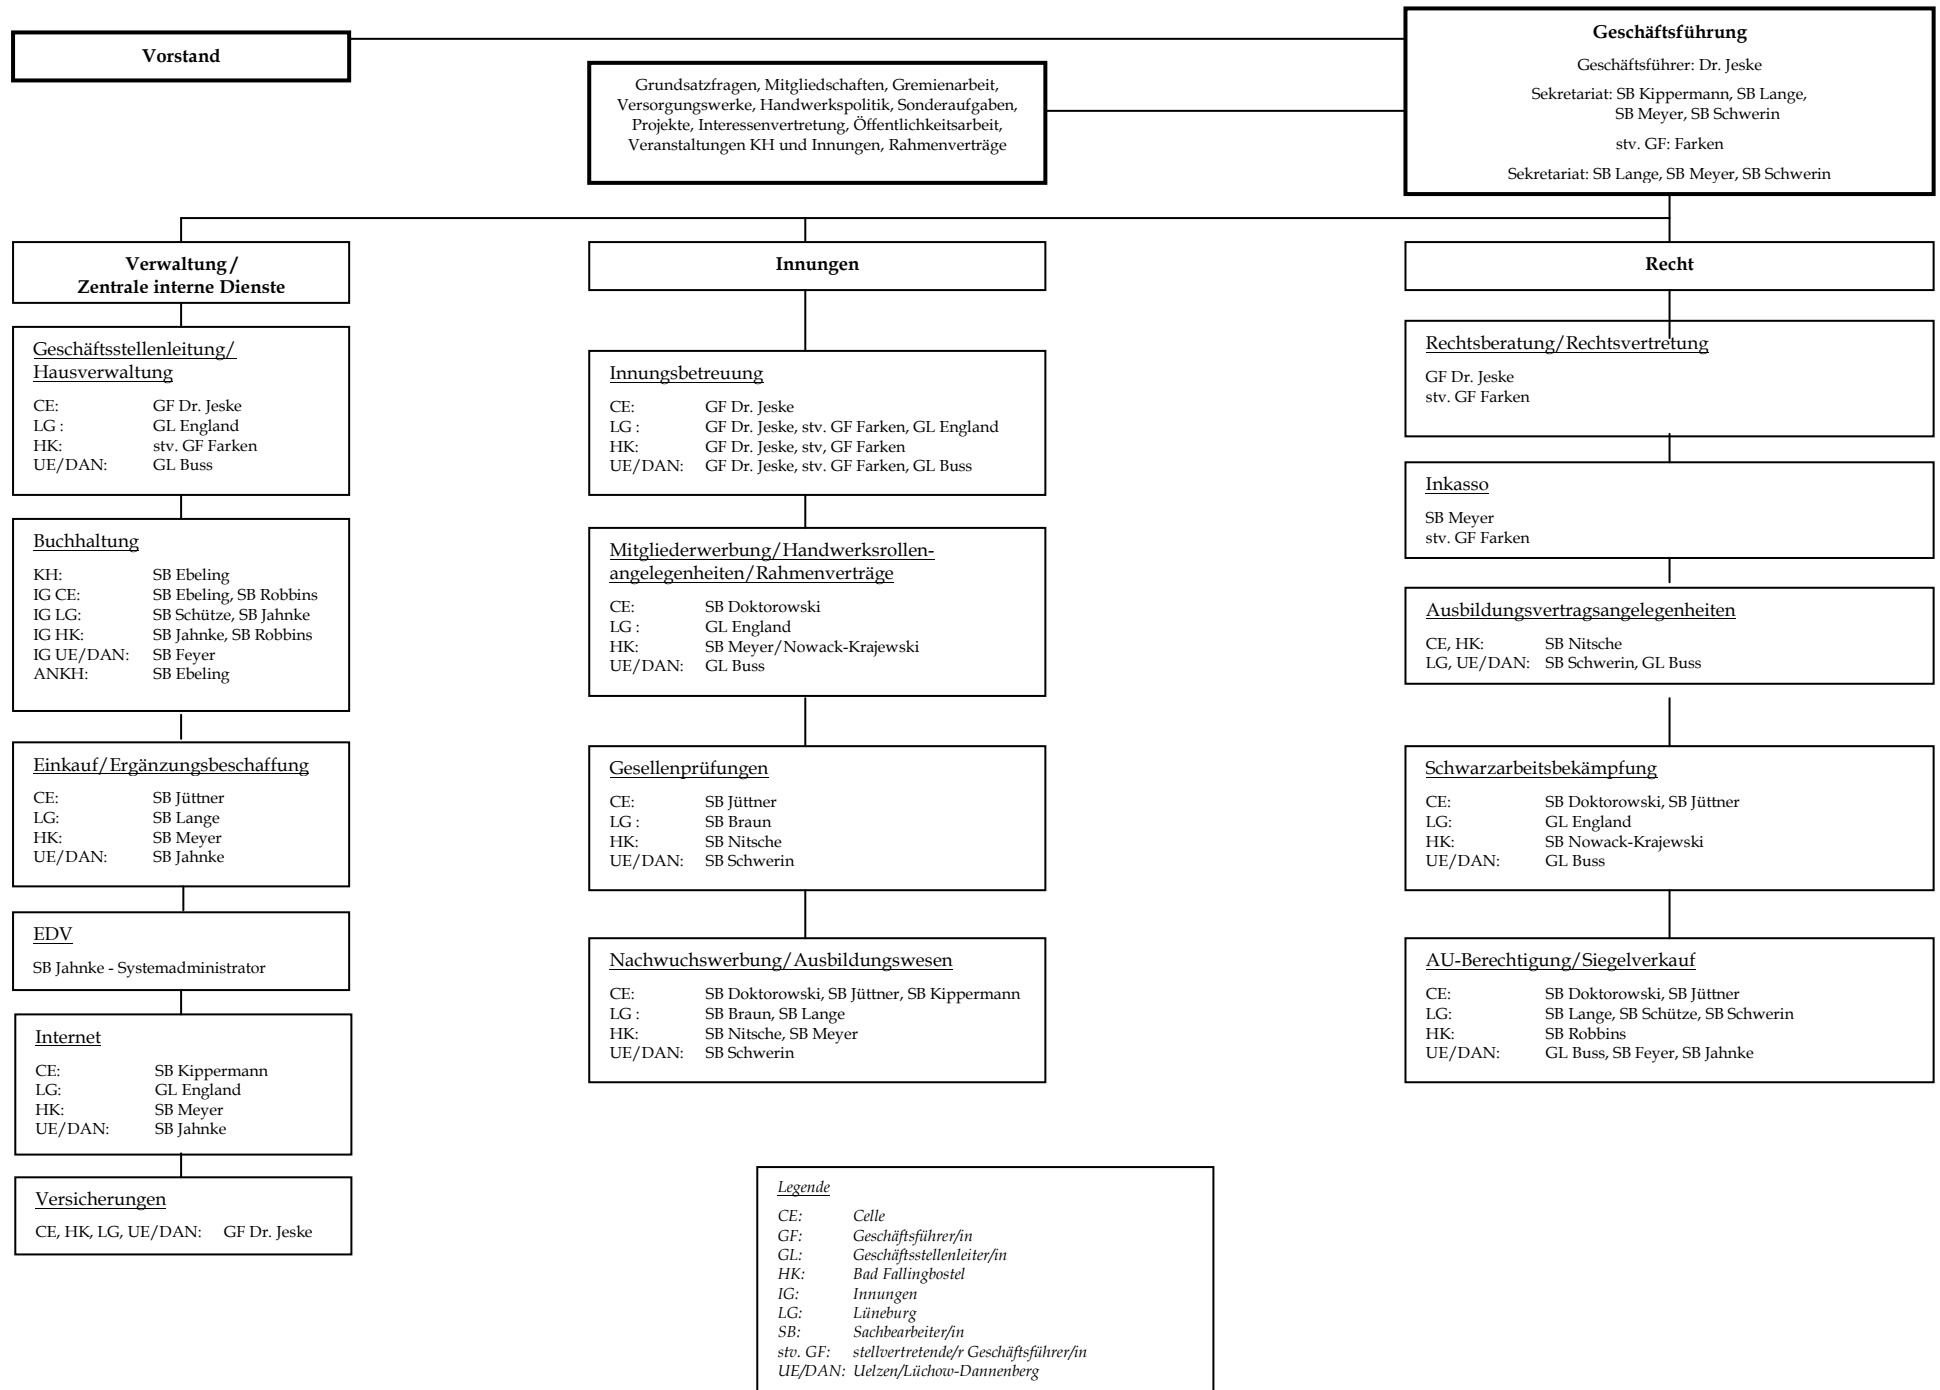 Vorstand
Grundsatzfragen, Mitgliedschaften, Gremienarbeit,
Versorgungswerke, Handwerkspolitik, Sonderaufgaben,
Projekte, Interessenvertretung, Öffentlichkeitsarbeit,
Veranstaltungen KH und Innungen, Rahmenverträge
Geschäftsführung
Geschäftsführer: Dr. Jeske
Sekretariat: SB Kippermann, SB Lange,
SB Meyer, SB Schwerin
stv. GF: Farken
Sekretariat: SB Lange, SB Meyer, SB Schwerin
Verwaltung/
Zentrale interne Dienste
Geschäftsstellenleitung/
Hausverwaltung
CE: GF Dr. Jeske
LG : GL England
HK: stv. GF Farken
UE/DAN: GL Buss
Buchhaltung
KH: SB Ebeling
IG CE: SB Ebeling, SB Robbins
IG LG: SB Schütze, SB Jahnke
IG HK: SB Jahnke, SB Robbins
IG UE/DAN: SB Feyer
ANKH: SB Ebeling
Einkauf/Ergänzungsbeschaffung
CE: SB Jüttner
LG: SB Lange
HK: SB Meyer
UE/DAN: SB Jahnke
EDV
SB Jahnke - Systemadministrator
Internet
CE: SB Kippermann
LG: GL England
HK: SB Meyer
UE/DAN: SB Jahnke
Versicherungen
CE, HK, LG, UE/DAN: GF Dr. Jeske
Innungen
Innungsbetreuung
CE: GF Dr. Jeske
LG : GF Dr. Jeske, stv. GF Farken, GL England
HK: GF Dr. Jeske, stv, GF Farken
UE/DAN: GF Dr. Jeske, stv. GF Farken, GL Buss
Mitgliederwerbung/Handwerksrollen-
angelegenheiten/Rahmenverträge
CE: SB Doktorowski
LG : GL England
HK: SB Meyer/Nowack-Krajewski
UE/DAN: GL Buss
Gesellenprüfungen
CE: SB Jüttner
LG : SB Braun
HK: SB Nitsche
UE/DAN: SB Schwerin
Nachwuchswerbung/Ausbildungswesen
CE: SB Doktorowski, SB Jüttner, SB Kippermann
LG : SB Braun, SB Lange
HK: SB Nitsche, SB Meyer
UE/DAN: SB Schwerin
Recht
Rechtsberatung/Rechtsvertretung
GF Dr. Jeske
stv. GF Farken
Inkasso
SB Meyer
stv. GF Farken
Ausbildungsvertragsangelegenheiten
CE, HK: SB Nitsche
LG, UE/DAN: SB Schwerin, GL Buss
Schwarzarbeitsbekämpfung
CE: SB Doktorowski, SB Jüttner
LG: GL England
HK: SB Nowack-Krajewski
UE/DAN: GL Buss
AU-Berechtigung/Siegelverkauf
CE: SB Doktorowski, SB Jüttner
LG: SB Lange, SB Schütze, SB Schwerin
HK: SB Robbins
UE/DAN: GL Buss, SB Feyer, SB Jahnke
Legende
CE: Celle
GF: Geschäftsführer/in
GL: Geschäftsstellenleiter/in
HK: Bad Fallingbostel
IG: Innungen
LG: Lüneburg
SB: Sachbearbeiter/in
stv. GF: stellvertretende/r Geschäftsführer/in
UE/DAN: Uelzen/Lüchow-Dannenberg